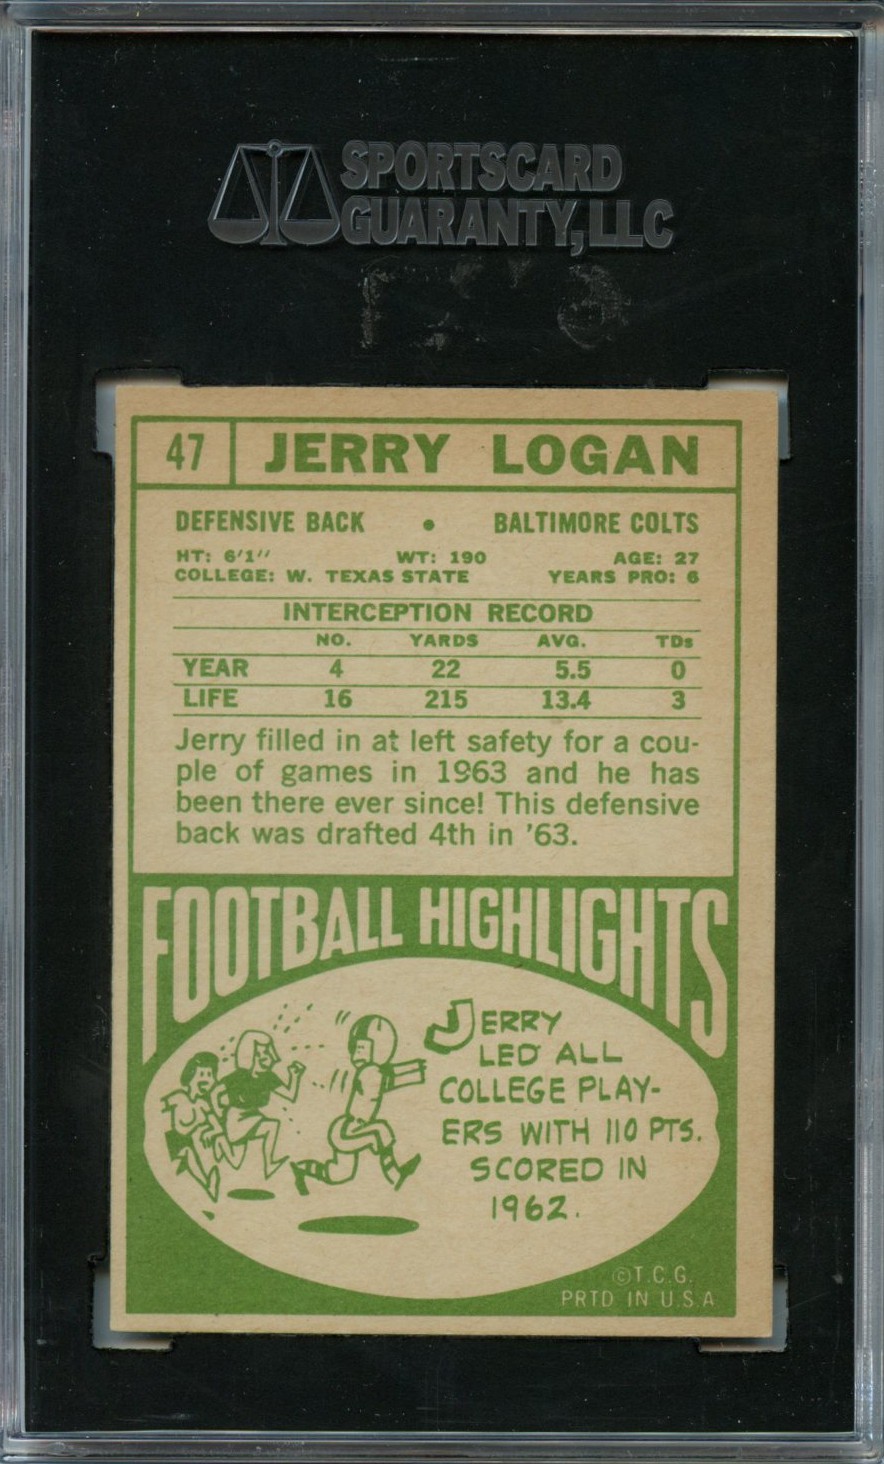 SPORTSCARD
GUARANTY,LLC
47 JERRY LOGAN
DEFENSIVE BACK • BALTIMORE COLTS
HT: 6'1" WT: 190 AGE: 27
COLLEGE: W. TEXAS STATE YEARS PRO: 6
INTERCEPTION RECORD
NO. YARDS AVG. TDs
YEAR 4 22 5.5 0
LIFE 16 215 13.4 3
Jerry filled in at left safety for a cou-
ple of games in 1963 and he has
been there ever since! This defensive
back was drafted 4th in '63.
FOOTBALL HIGHLIGHTS
JERRY
LED ALL
COLLEGE PLAY-
ERS WITH 110 PTS.
SCORED IN
1962.
©T.C.G.
PRTD IN U.S.A